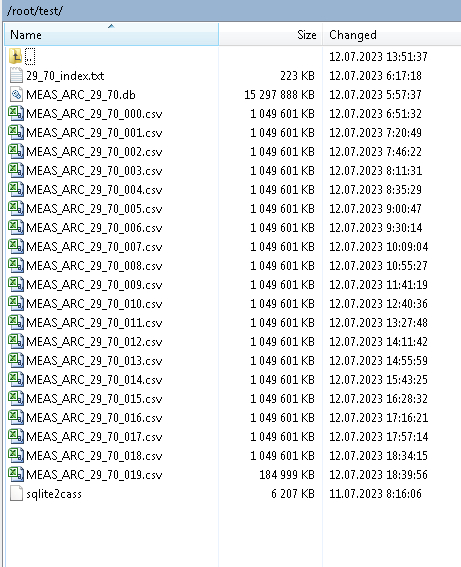 /root/test/
Name Size Changed
.. 12.07.2023 13:51:37
29_70_index.txt 223 KB 12.07.2023 6:17:18
MEAS_ARC_29_70.db 15 297 888 KB 12.07.2023 5:57:37
MEAS_ARC_29_70_000.csv 1 049 601 KB 12.07.2023 6:51:32
MEAS_ARC_29_70_001.csv 1 049 601 KB 12.07.2023 7:20:49
MEAS_ARC_29_70_002.csv 1 049 601 KB 12.07.2023 7:46:22
MEAS_ARC_29_70_003.csv 1 049 601 KB 12.07.2023 8:11:31
MEAS_ARC_29_70_004.csv 1 049 601 KB 12.07.2023 8:35:29
MEAS_ARC_29_70_005.csv 1 049 601 KB 12.07.2023 9:00:47
MEAS_ARC_29_70_006.csv 1 049 601 KB 12.07.2023 9:30:14
MEAS_ARC_29_70_007.csv 1 049 601 KB 12.07.2023 10:09:04
MEAS_ARC_29_70_008.csv 1 049 601 KB 12.07.2023 10:55:27
MEAS_ARC_29_70_009.csv 1 049 601 KB 12.07.2023 11:41:19
MEAS_ARC_29_70_010.csv 1 049 601 KB 12.07.2023 12:40:36
MEAS_ARC_29_70_011.csv 1 049 601 KB 12.07.2023 13:27:48
MEAS_ARC_29_70_012.csv 1 049 601 KB 12.07.2023 14:11:42
MEAS_ARC_29_70_013.csv 1 049 601 KB 12.07.2023 14:55:59
MEAS_ARC_29_70_014.csv 1 049 601 KB 12.07.2023 15:43:25
MEAS_ARC_29_70_015.csv 1 049 601 KB 12.07.2023 16:28:32
MEAS_ARC_29_70_016.csv 1 049 601 KB 12.07.2023 17:16:21
MEAS_ARC_29_70_017.csv 1 049 601 KB 12.07.2023 17:57:14
MEAS_ARC_29_70_018.csv 1 049 601 KB 12.07.2023 18:34:15
MEAS_ARC_29_70_019.csv 184 999 KB 12.07.2023 18:39:56
sqlite2cass 6 207 KB 11.07.2023 8:16:06